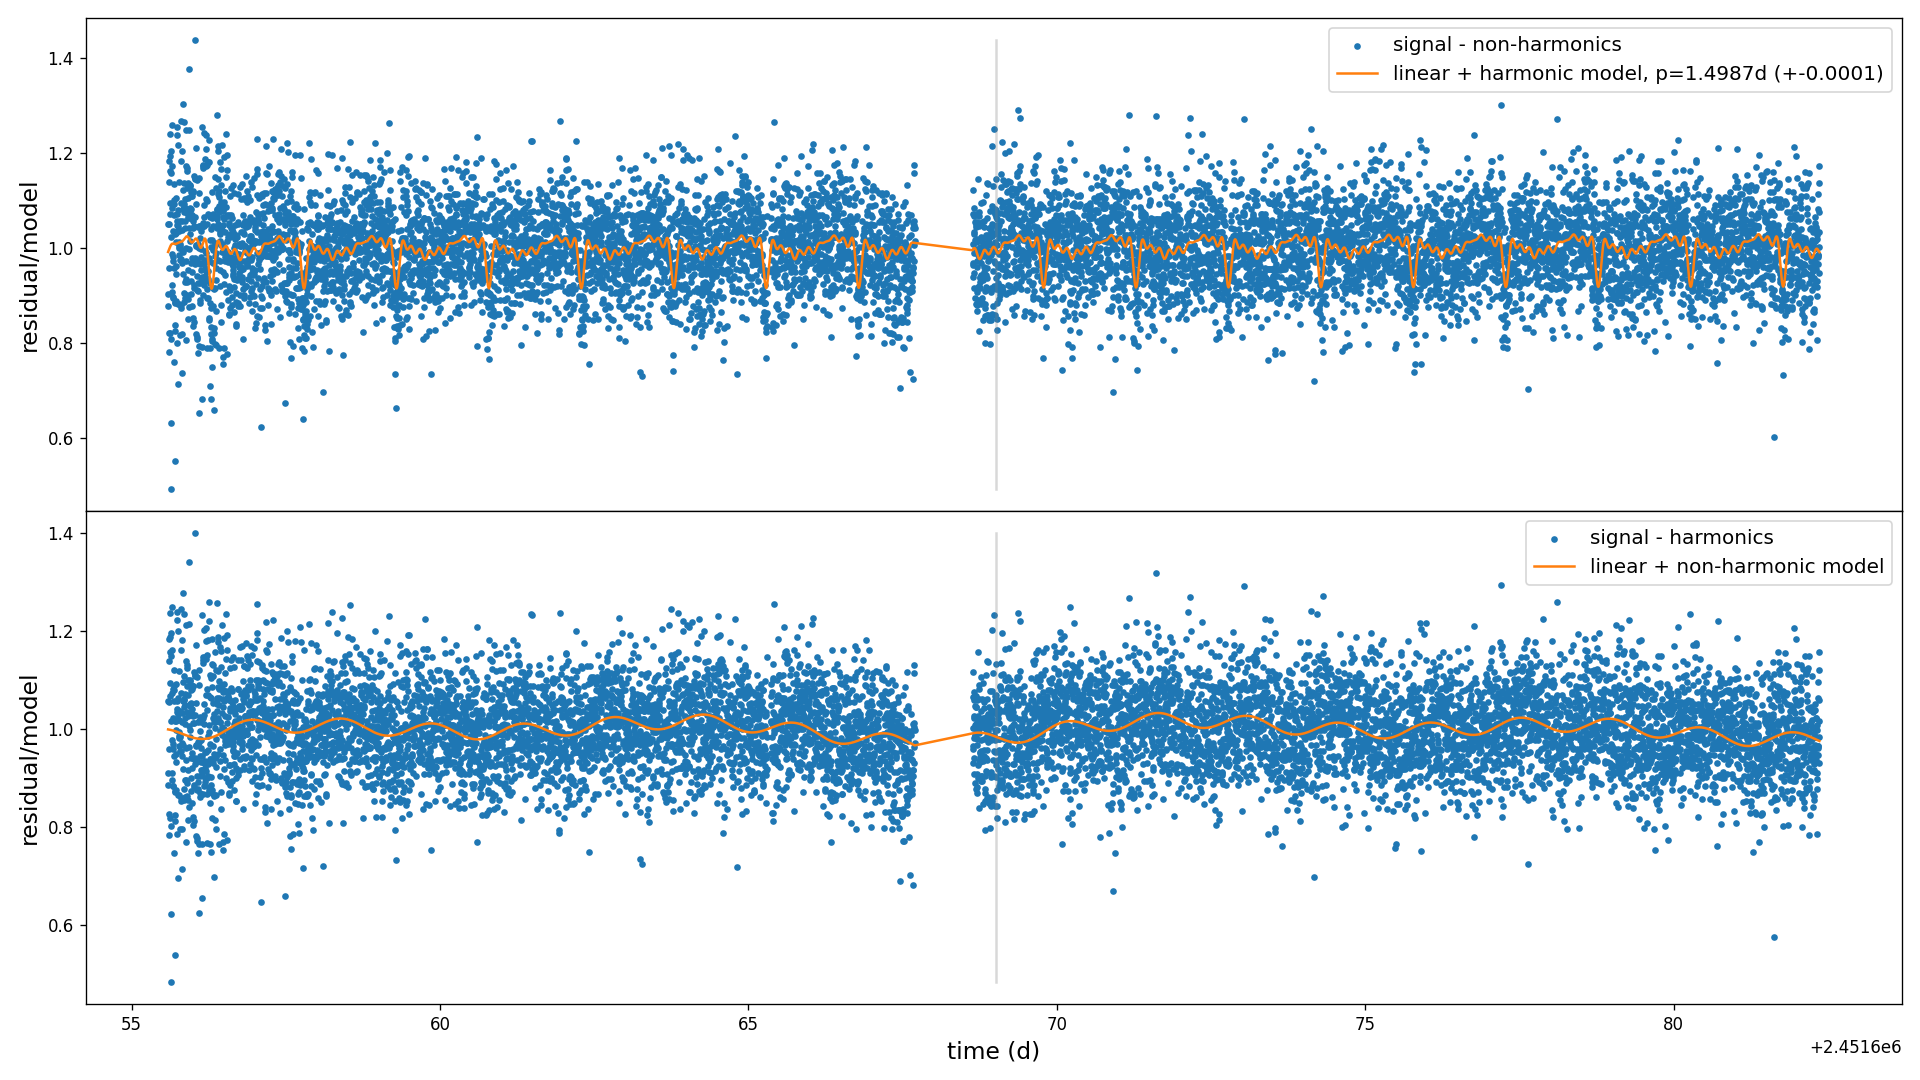 signal - non-harmonics
linear + harmonic model, p=1.4987d (+-0.0001)
1.4
1.2
1.0
0.8
0.6
residual/model
signal - harmonics
linear + non-harmonic model
1.4
1.2
1.0
0.8
0.6
residual/model
55 60 65 70 75 80
time (d)
+2.4516e6